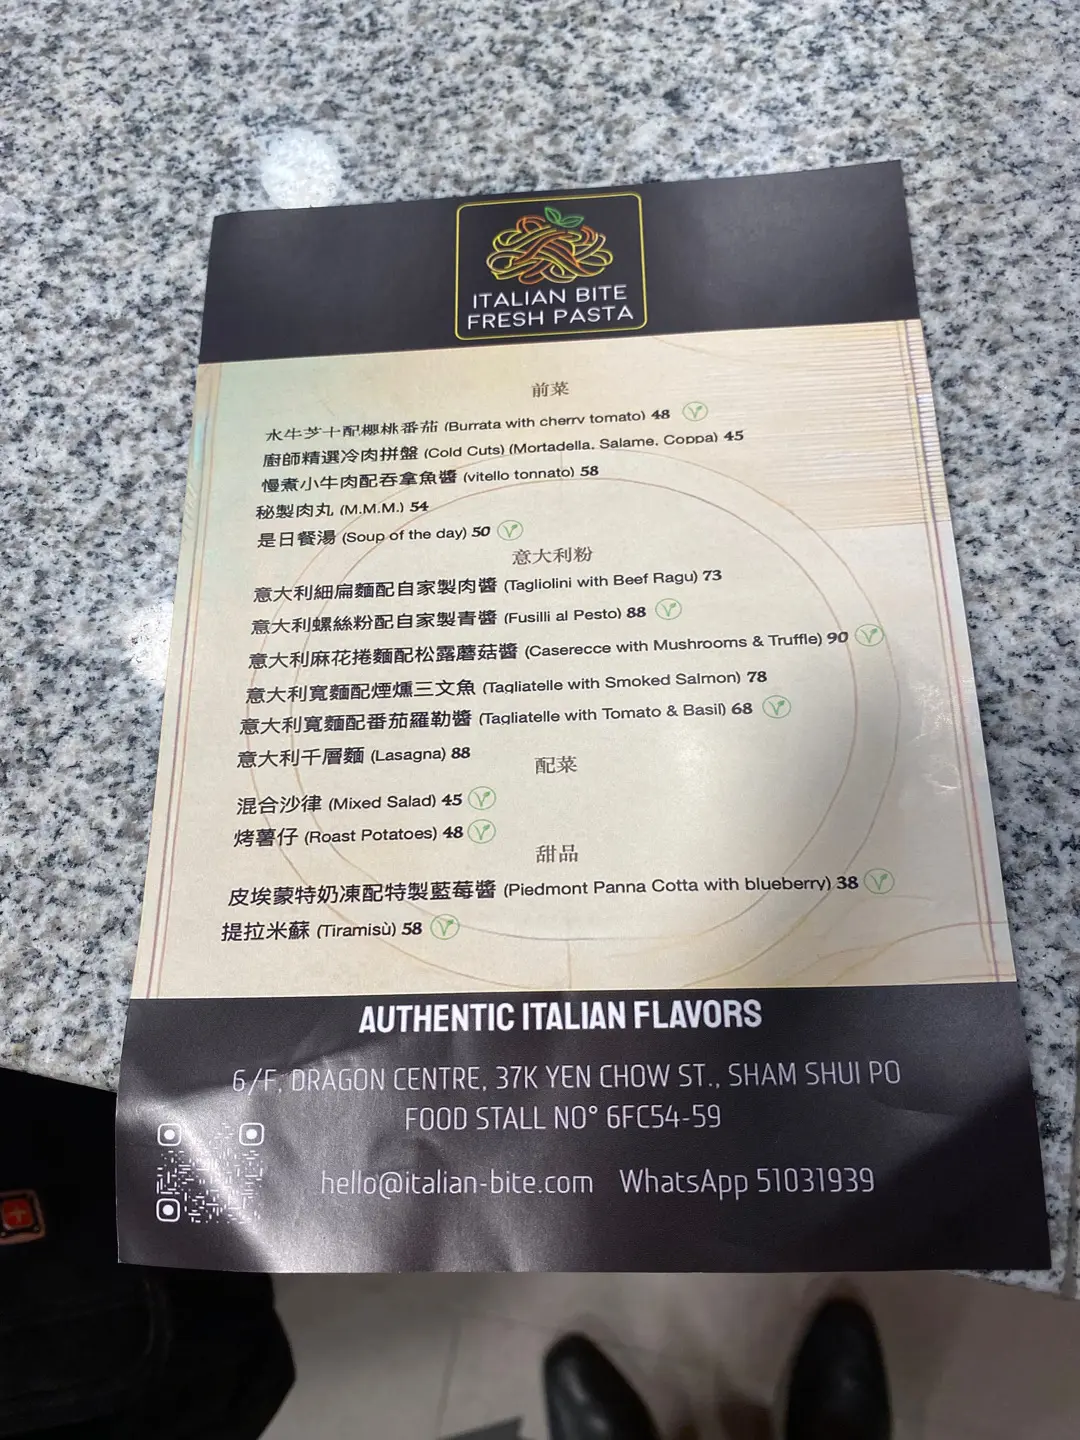 ITALIAN BITE
FRESH PASTA
前菜
水牛芝士配櫻桃番茄 (Burrata with cherry tomato) 48
廚師精選冷肉拼盤 (Cold Cuts) (Mortadella, Salame, Coppa) 45
慢煮小牛肉配吞拿魚醬 (vitello tonnato) 58
秘製肉丸 (M.M.M.) 54
是日餐湯 (Soup of the day) 50
意大利粉
意大利細扁麵配自家製肉醬 (Tagliolini with Beef Ragu) 73
意大利螺絲粉配自家製青醬 (Fusilli al Pesto) 88
意大利麻花捲麵配松露蘑菇醬 (Caserecce with Mushrooms & Truffle) 90
意大利寬麵配煙燻三文魚 (Tagliatelle with Smoked Salmon) 78
意大利寬麵配番茄羅勒醬 (Tagliatelle with Tomato & Basil) 68
意大利千層麵 (Lasagna) 88
配菜
混合沙律 (Mixed Salad) 45
烤薯仔 (Roast Potatoes) 48
甜品
皮埃蒙特奶凍配特製藍莓醬 (Piedmont Panna Cotta with blueberry) 38
提拉米蘇 (Tiramisù) 58
AUTHENTIC ITALIAN FLAVORS
6/F, DRAGON CENTRE, 37K YEN CHOW ST., SHAM SHUI PO
FOOD STALL NO° 6FC54-59
hello@italian-bite.com WhatsApp 51031939